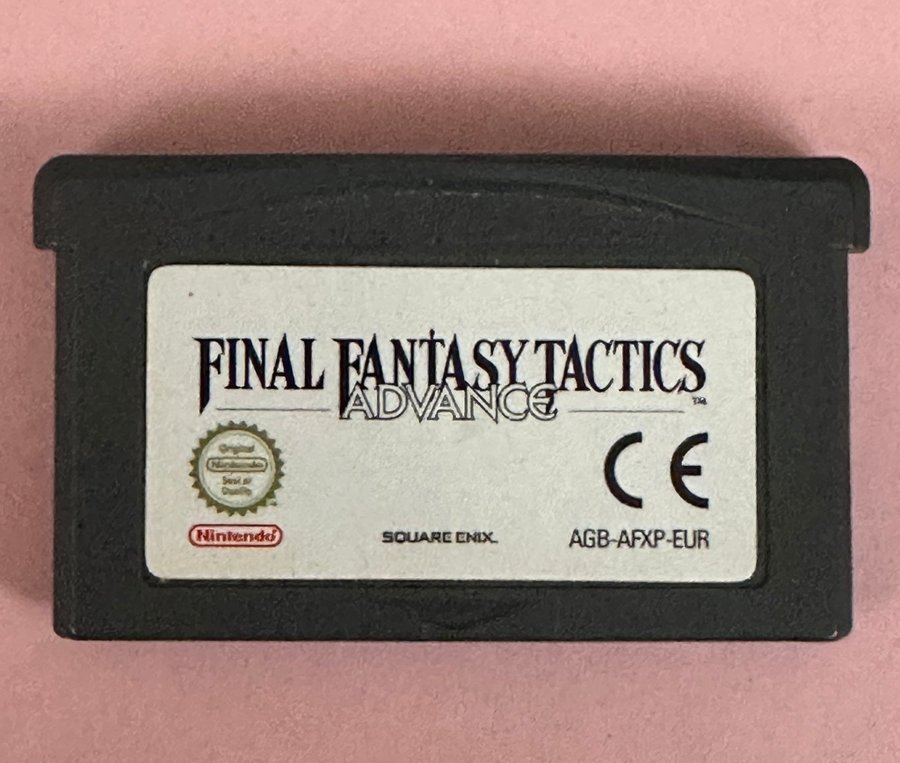 FINAL FANTASY TACTICS
ADVANCE
TM
Original
Nintendo
Seal of
Quality
CE
Nintendo
SQUARE ENIX
AGB-AFXP-EUR